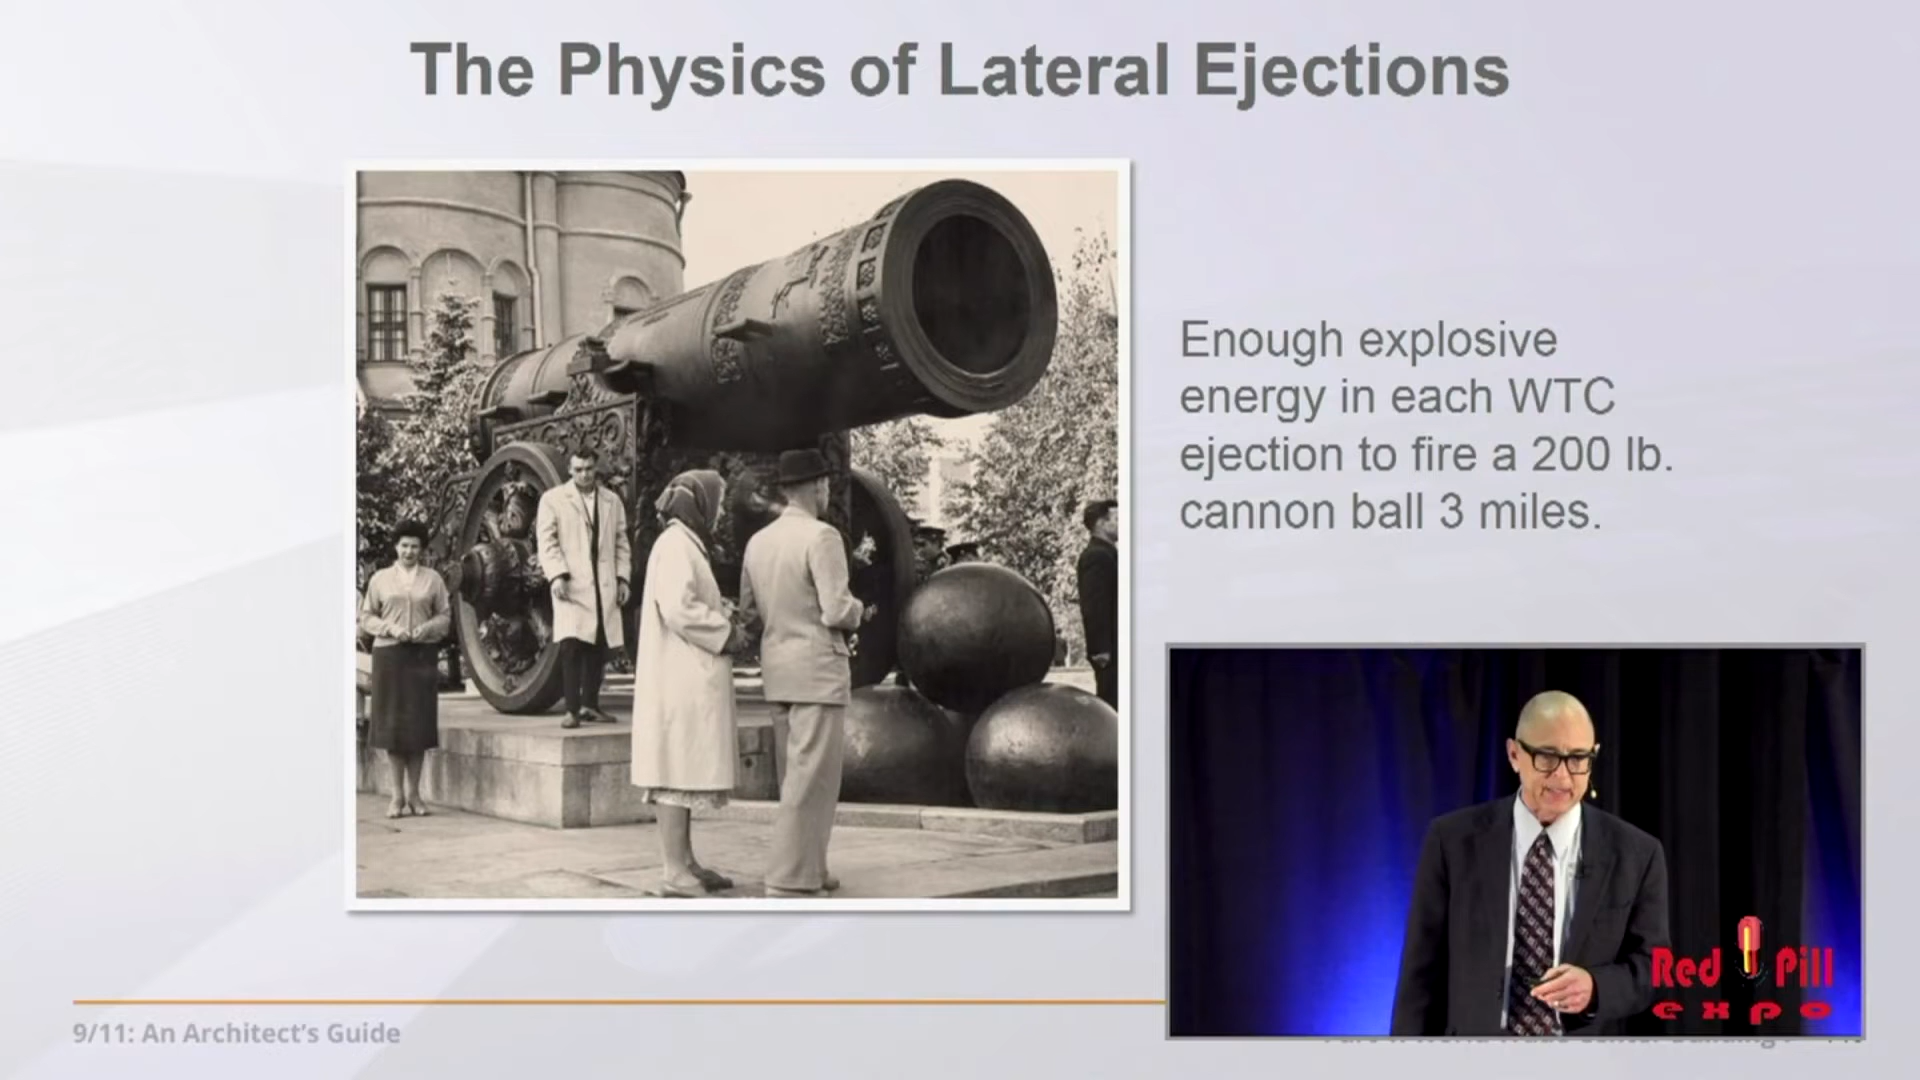 The Physics of Lateral Ejections
Enough explosive
energy in each WTC
ejection to fire a 200 lb.
cannon ball 3 miles.
Red Pill
expo
9/11: An Architect's Guide